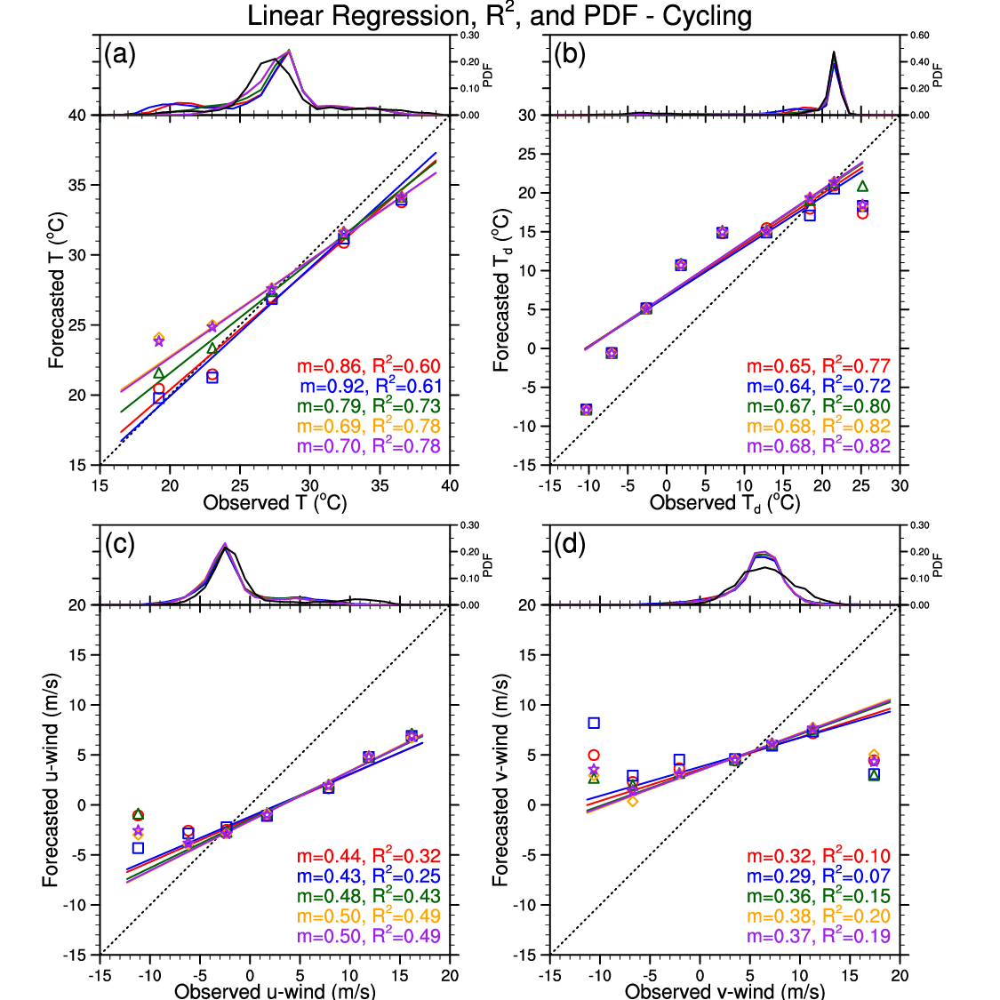 Linear Regression, R², and PDF - Cycling
(a)
0.30
0.20
0.10
0.00
PDF
40
35
30
25
20
15
Forecasted T (°C)
m=0.86, R²=0.60
m=0.92, R²=0.61
m=0.79, R²=0.73
m=0.69, R²=0.78
m=0.70, R²=0.78
15 20 25 30 35 40
Observed T (°C)
(b)
0.60
0.40
0.20
0.00
PDF
30
25
20
15
10
5
0
-5
-10
-15
Forecasted T_d (°C)
m=0.65, R²=0.77
m=0.64, R²=0.72
m=0.67, R²=0.80
m=0.68, R²=0.82
m=0.68, R²=0.82
-15 -10 -5 0 5 10 15 20 25 30
Observed T_d (°C)
(c)
0.30
0.20
0.10
0.00
PDF
20
15
10
5
0
-5
-10
-15
Forecasted u-wind (m/s)
m=0.44, R²=0.32
m=0.43, R²=0.25
m=0.48, R²=0.43
m=0.50, R²=0.49
m=0.50, R²=0.49
-15 -10 -5 0 5 10 15 20
Observed u-wind (m/s)
(d)
0.30
0.20
0.10
0.00
PDF
20
15
10
5
0
-5
-10
-15
Forecasted v-wind (m/s)
m=0.32, R²=0.10
m=0.29, R²=0.07
m=0.36, R²=0.15
m=0.38, R²=0.20
m=0.37, R²=0.19
-15 -10 -5 0 5 10 15 20
Observed v-wind (m/s)